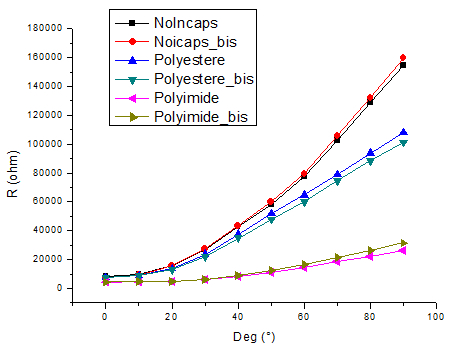 NoIncaps
Noicaps_bis
Polyestere
Polyestere_bis
Polyimide
Polyimide_bis
180000
160000
140000
120000
100000
80000
60000
40000
20000
0
R (ohm)
0 20 40 60 80 100
Deg (°)